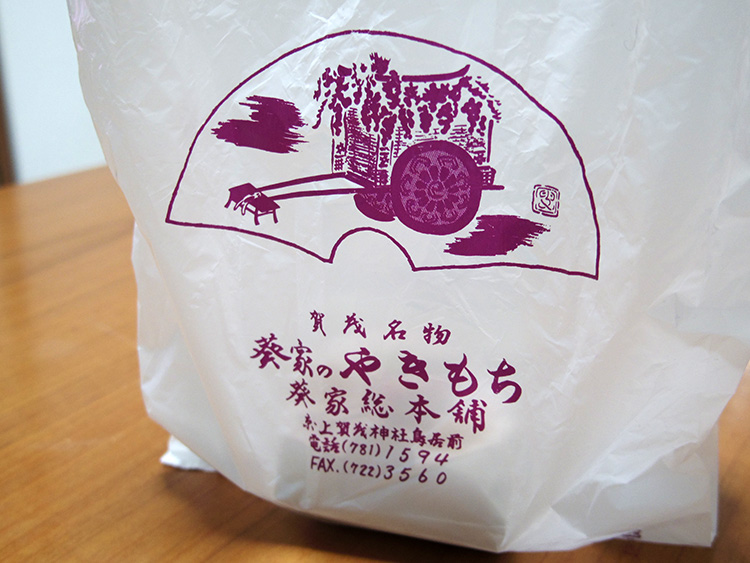 賀茂名物
葵家のやきもち
葵家総本舗
京上賀茂神社鳥居前
電話(781)1594
FAX.(722)3560